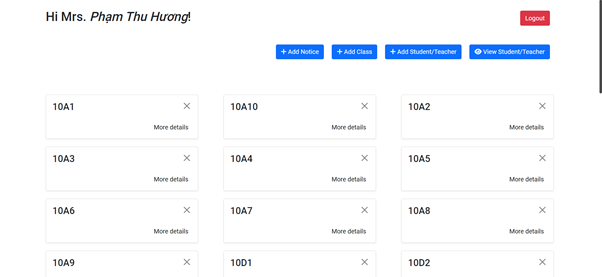 Hi Mrs. Phạm Thu Hương!
Logout
+ Add Notice
+ Add Class
+ Add Student/Teacher
View Student/Teacher
10A1
More details
10A10
More details
10A2
More details
10A3
More details
10A4
More details
10A5
More details
10A6
More details
10A7
More details
10A8
More details
10A9
10D1
10D2